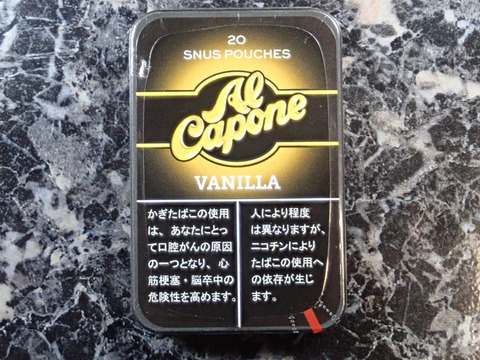 20
SNUS POUCHES
Al
Capone
VANILLA
かぎたばこの使用
は、あなたにとっ
て口腔がんの原因
の一つとなり、心
筋梗塞・脳卒中の
危険性を高めます。
人により程度
は異なりますが、
ニコチンにより
たばこの使用へ
の依存が生じ
ます。